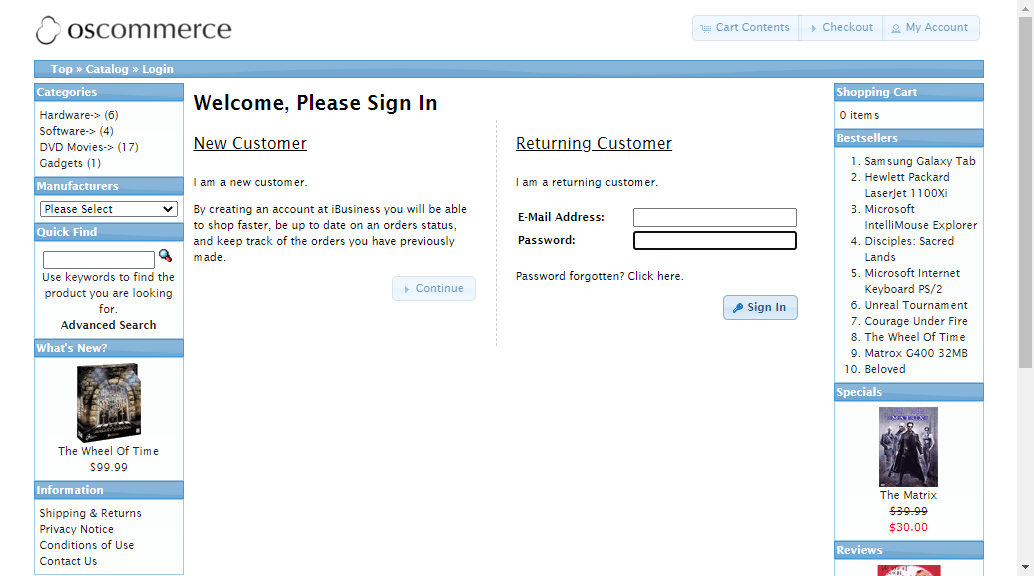 oscommerce
Cart Contents
Checkout
My Account
Top » Catalog » Login
Categories
Hardware-> (6)
Software-> (4)
DVD Movies-> (17)
Gadgets (1)
Manufacturers
Please Select
Quick Find
Use keywords to find the
product you are looking
for.
Advanced Search
What's New?
The Wheel Of Time
$99.99
Information
Shipping & Returns
Privacy Notice
Conditions of Use
Contact Us
Welcome, Please Sign In
New Customer
I am a new customer.
By creating an account at iBusiness you will be able
to shop faster, be up to date on an orders status,
and keep track of the orders you have previously
made.
Continue
Returning Customer
I am a returning customer.
E-Mail Address:
Password:
Password forgotten? Click here.
Sign In
Shopping Cart
0 items
Bestsellers
1. Samsung Galaxy Tab
2. Hewlett Packard
LaserJet 1100Xi
3. Microsoft
IntelliMouse Explorer
4. Disciples: Sacred
Lands
5. Microsoft Internet
Keyboard PS/2
6. Unreal Tournament
7. Courage Under Fire
8. The Wheel Of Time
9. Matrox G400 32MB
10. Beloved
Specials
MATRIX
The Matrix
$39.99
$30.00
Reviews